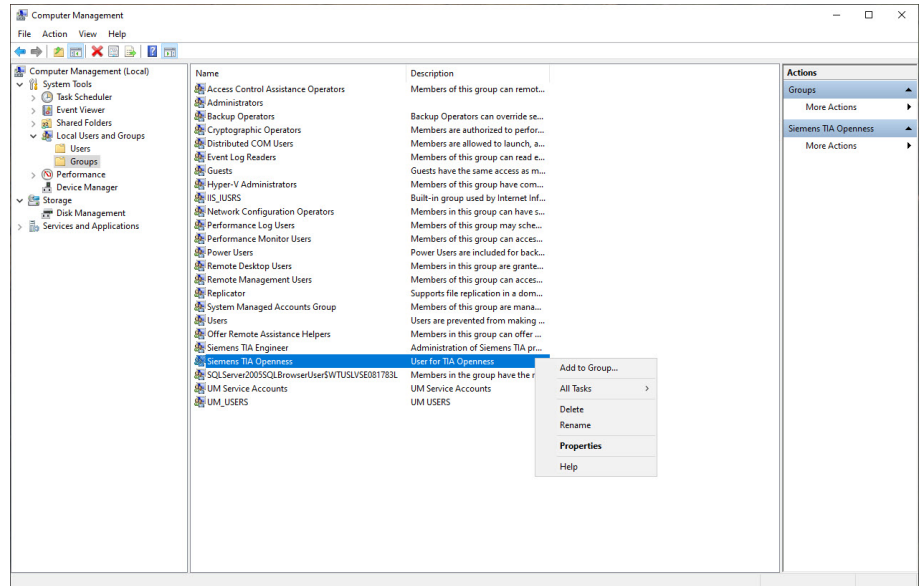 Computer Management
File Action View Help
Computer Management (Local)
System Tools
Task Scheduler
Event Viewer
Shared Folders
Local Users and Groups
Users
Groups
Performance
Device Manager
Storage
Disk Management
Services and Applications
Name Description
Access Control Assistance Operators Members of this group can remot...
Administrators
Backup Operators Backup Operators can override se...
Cryptographic Operators Members are authorized to perfor...
Distributed COM Users Members are allowed to launch, a...
Event Log Readers Members of this group can read e...
Guests Guests have the same access as m...
Hyper-V Administrators Members of this group have com...
IIS_IUSRS Built-in group used by Internet Inf...
Network Configuration Operators Members in this group can have s...
Performance Log Users Members of this group may sche...
Performance Monitor Users Members of this group can acces...
Power Users Power Users are included for back...
Remote Desktop Users Members in this group are grante...
Remote Management Users Members of this group can acces...
Replicator Supports file replication in a dom...
System Managed Accounts Group Members of this group are mana...
Users Users are prevented from making ...
Offer Remote Assistance Helpers Members in this group can offer ...
Siemens TIA Engineer Administration of Siemens TIA pr...
Siemens TIA Openness User for TIA Openness
SQLServer2005SQLBrowserUser$WTUSLVSE081783L Members in the group have the r
UM Service Accounts UM Service Accounts
UM_USERS UM USERS
Add to Group...
All Tasks
Delete
Rename
Properties
Help
Actions
Groups
More Actions
Siemens TIA Openness
More Actions